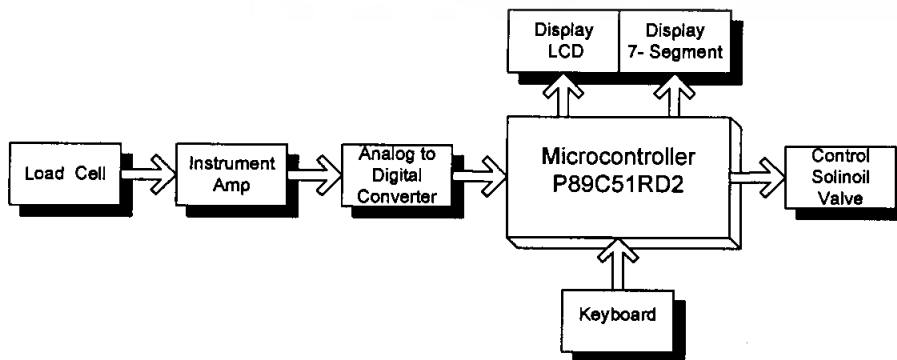 Display
LCD
Display
7- Segment
Load Cell
Instrument
Amp
Analog to
Digital
Converter
Microcontroller
P89C51RD2
Control
Solinoil
Valve
Keyboard